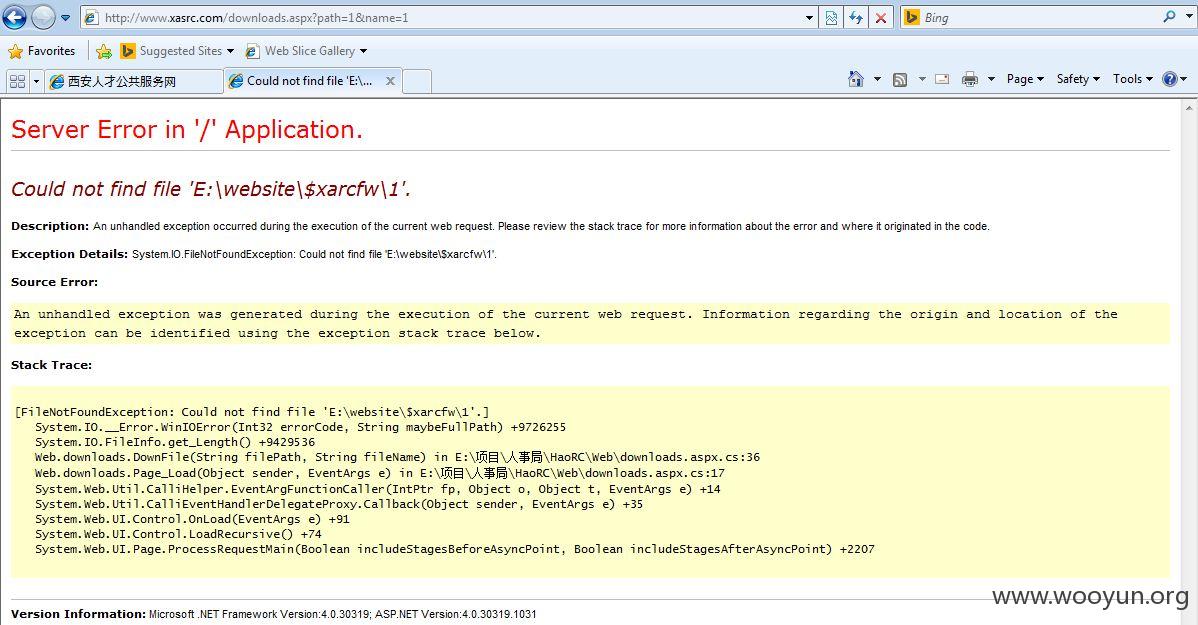 http://www.xasrc.com/downloads.aspx?path=1&name=1
Bing
Favorites
Suggested Sites
Web Slice Gallery
西安人才公共服务网
Could not find file 'E:\...
Page
Safety
Tools
Server Error in '/' Application.
Could not find file 'E:\website\$xarcfw\1'.
Description: An unhandled exception occurred during the execution of the current web request. Please review the stack trace for more information about the error and where it originated in the code.
Exception Details: System.IO.FileNotFoundException: Could not find file 'E:\website\$xarcfw\1'.
Source Error:
An unhandled exception was generated during the execution of the current web request. Information regarding the origin and location of the
exception can be identified using the exception stack trace below.
Stack Trace:
[FileNotFoundException: Could not find file 'E:\website\$xarcfw\1'.]
System.IO.__Error.WinIOError(Int32 errorCode, String maybeFullPath) +9726255
System.IO.FileInfo.get_Length() +9429536
Web.downloads.DownFile(String filePath, String fileName) in E:\项目\人事局\HaoRC\Web\downloads.aspx.cs:36
Web.downloads.Page_Load(Object sender, EventArgs e) in E:\项目\人事局\HaoRC\Web\downloads.aspx.cs:17
System.Web.Util.CalliHelper.EventArgFunctionCaller(IntPtr fp, Object o, Object t, EventArgs e) +14
System.Web.Util.CalliEventHandlerDelegateProxy.Callback(Object sender, EventArgs e) +35
System.Web.UI.Control.OnLoad(EventArgs e) +91
System.Web.UI.Control.LoadRecursive() +74
System.Web.UI.Page.ProcessRequestMain(Boolean includeStagesBeforeAsyncPoint, Boolean includeStagesAfterAsyncPoint) +2207
www.wooyun.org
Version Information: Microsoft .NET Framework Version:4.0.30319; ASP.NET Version:4.0.30319.1031